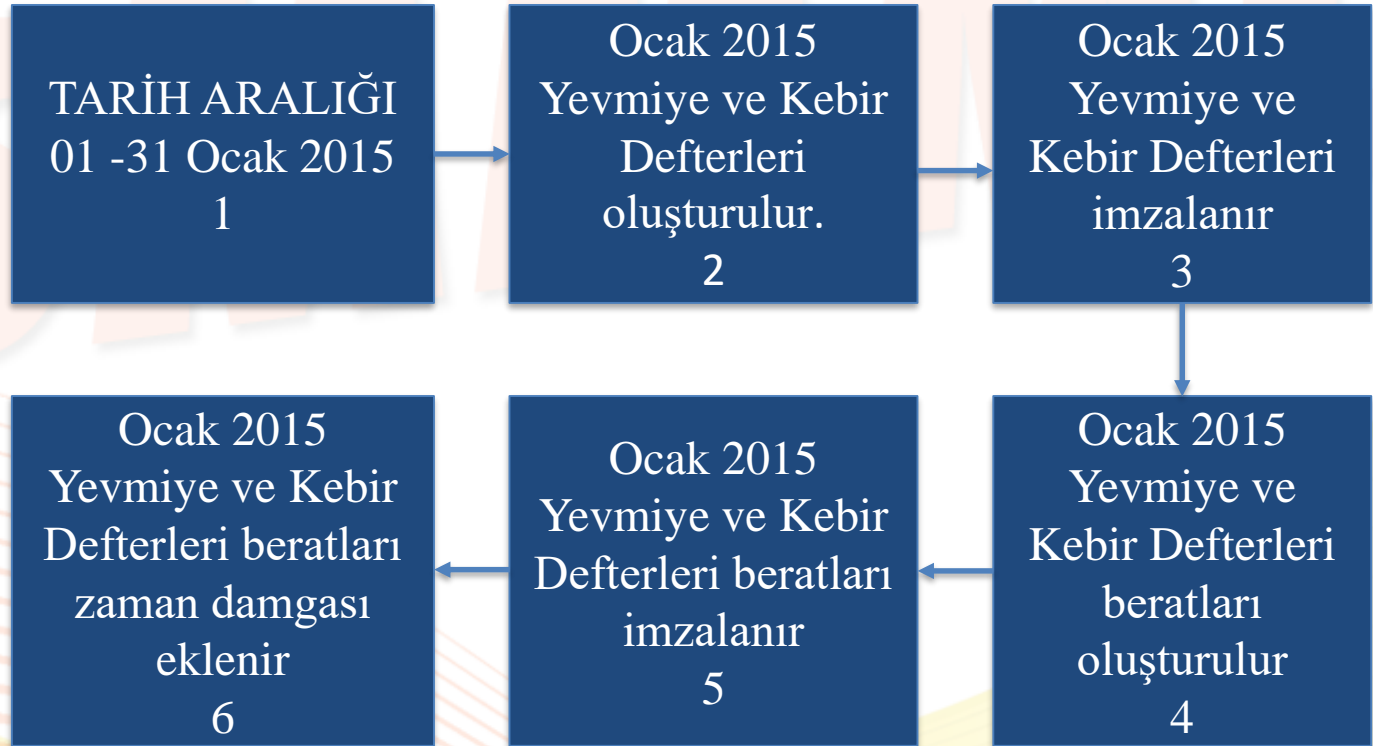 TARİH ARALIĞI
01 -31 Ocak 2015
1
Ocak 2015
Yevmiye ve Kebir
Defterleri
oluşturulur.
2
Ocak 2015
Yevmiye ve
Kebir Defterleri
imzalanır
3
Ocak 2015
Yevmiye ve
Kebir Defterleri
beratları
oluşturulur
4
Ocak 2015
Yevmiye ve Kebir
Defterleri beratları
imzalanır
5
Ocak 2015
Yevmiye ve Kebir
Defterleri beratları
zaman damgası
eklenir
6